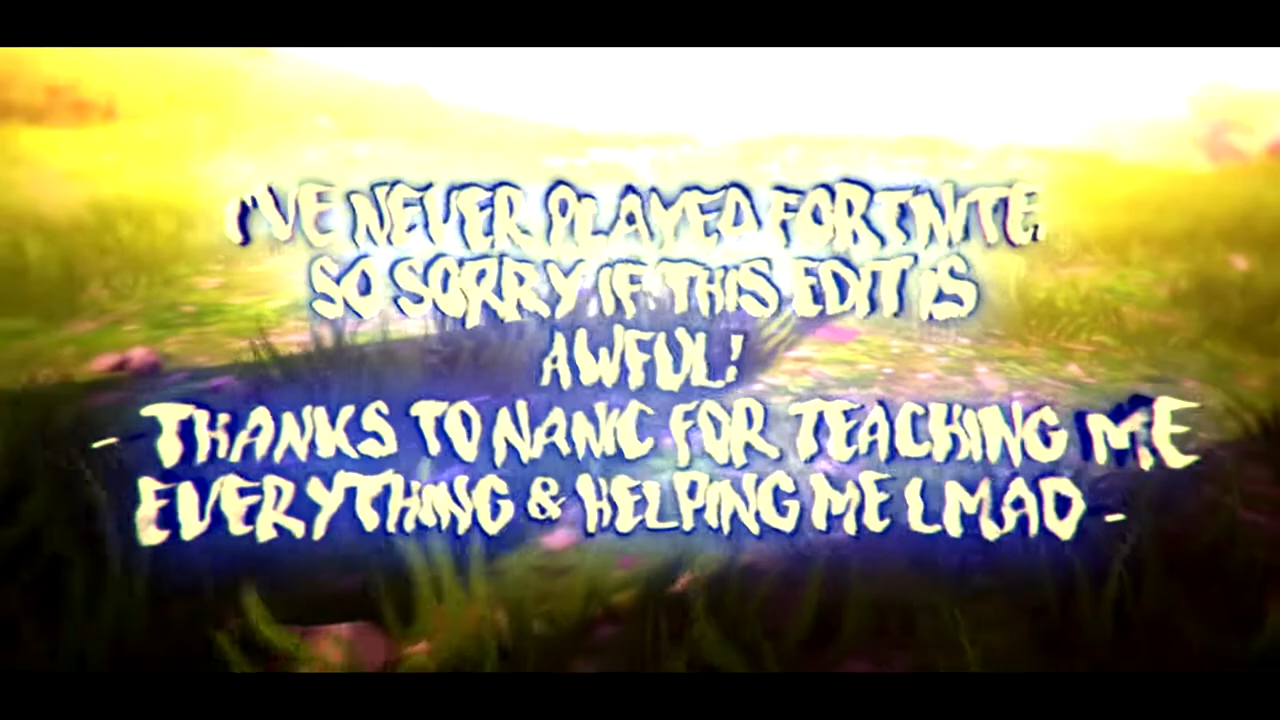 I'VE NEVER PLAYED FORTNITE.
SO SORRY IF THIS EDIT IS
AWFUL!
- THANKS TO NANIC FOR TEACHING ME
EVERYTHING & HELPING ME LMAO -